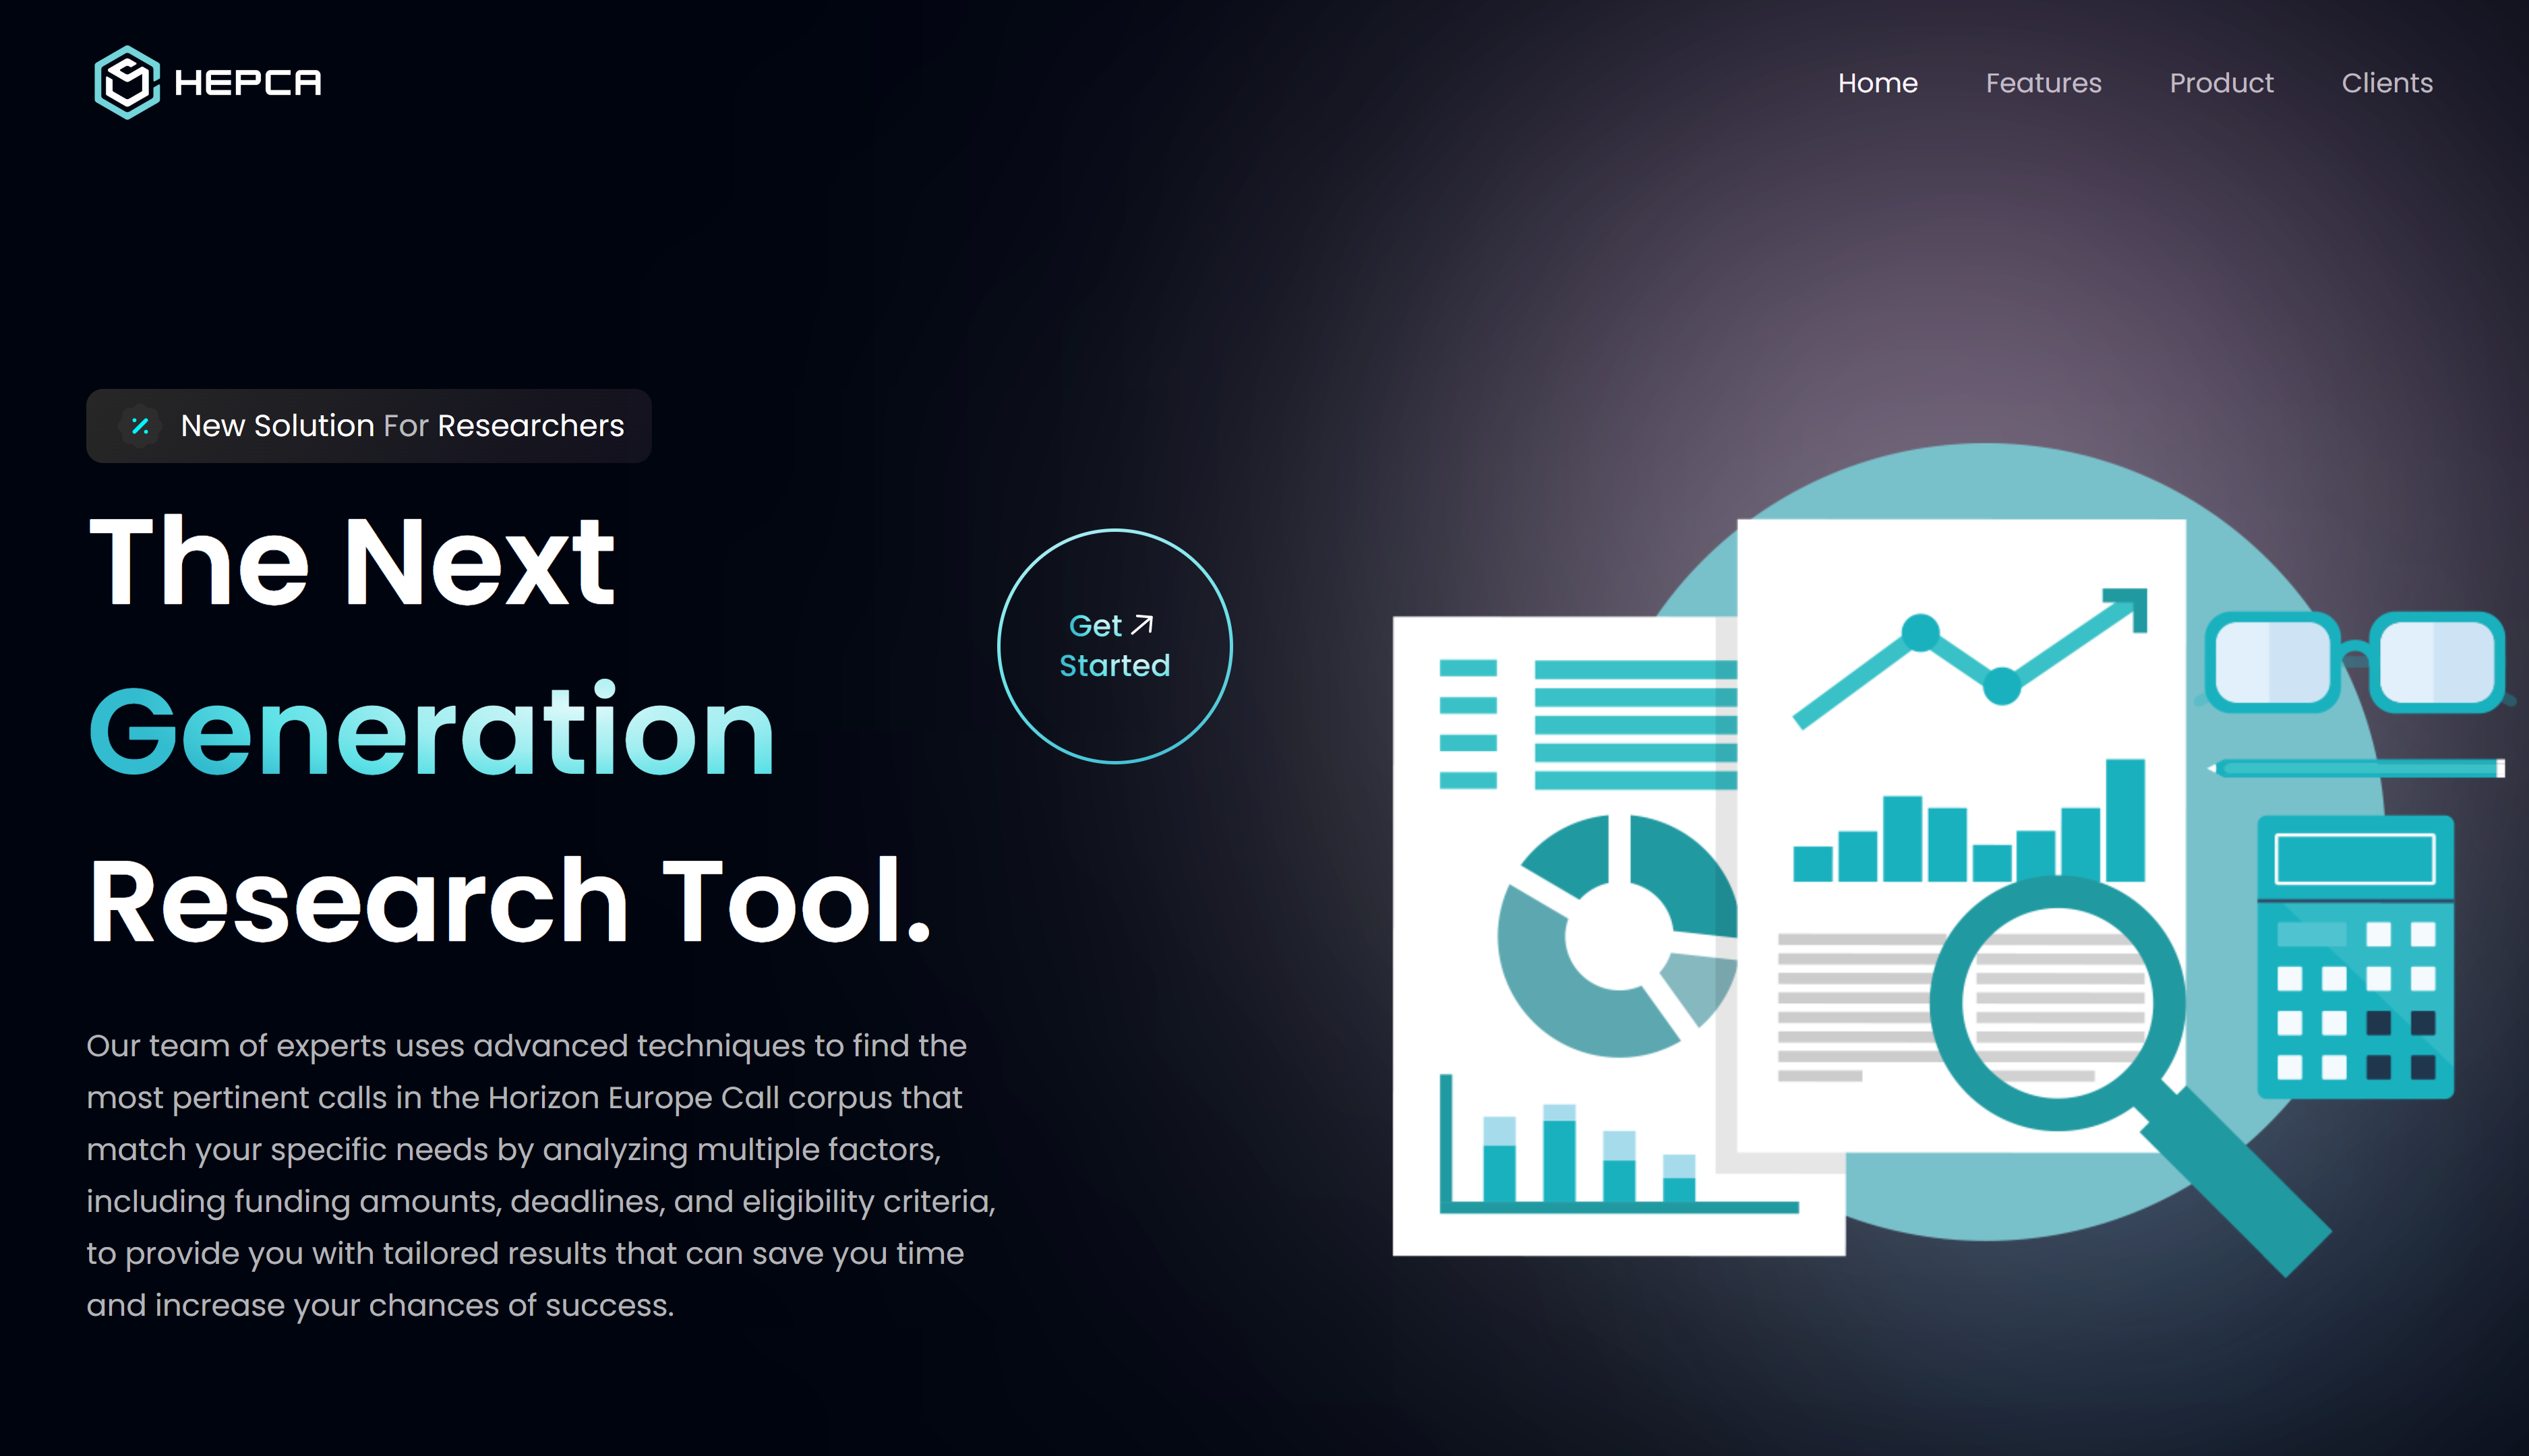 HEPCA
Home Features Product Clients
New Solution For Researchers
The Next
Generation
Research Tool.
Get
Started
Our team of experts uses advanced techniques to find the
most pertinent calls in the Horizon Europe Call corpus that
match your specific needs by analyzing multiple factors,
including funding amounts, deadlines, and eligibility criteria,
to provide you with tailored results that can save you time
and increase your chances of success.